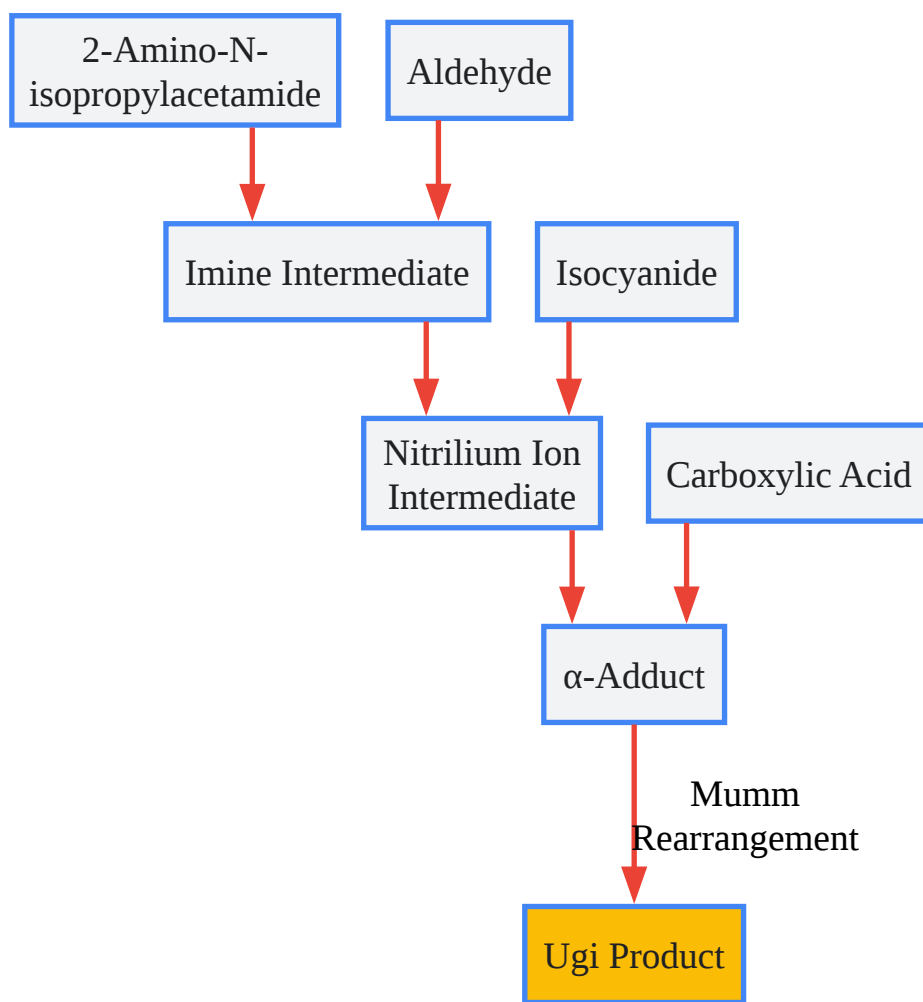 2-Amino-N-
isopropylacetamide
Aldehyde
Imine Intermediate
Isocyanide
Nitrilium Ion
Intermediate
Carboxylic Acid
α-Adduct
Mumm
Rearrangement
Ugi Product